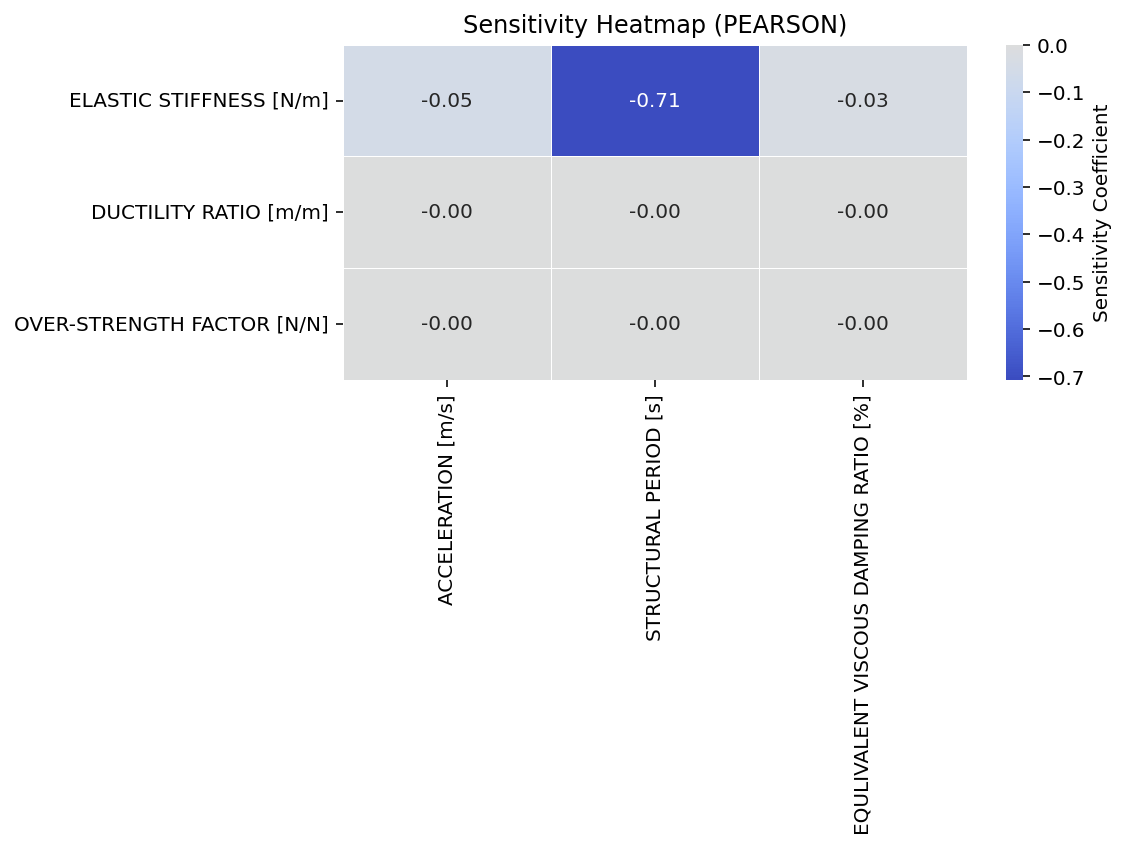 Sensitivity Heatmap (PEARSON)
ELASTIC STIFFNESS [N/m]
-0.05
-0.71
-0.03
DUCTILITY RATIO [m/m]
-0.00
-0.00
-0.00
OVER-STRENGTH FACTOR [N/N]
-0.00
-0.00
-0.00
ACCELERATION [m/s]
STRUCTURAL PERIOD [s]
EQULIVALENT VISCOUS DAMPING RATIO [%]
0.0
−0.1
−0.2
−0.3
−0.4
−0.5
−0.6
−0.7
Sensitivity Coefficient